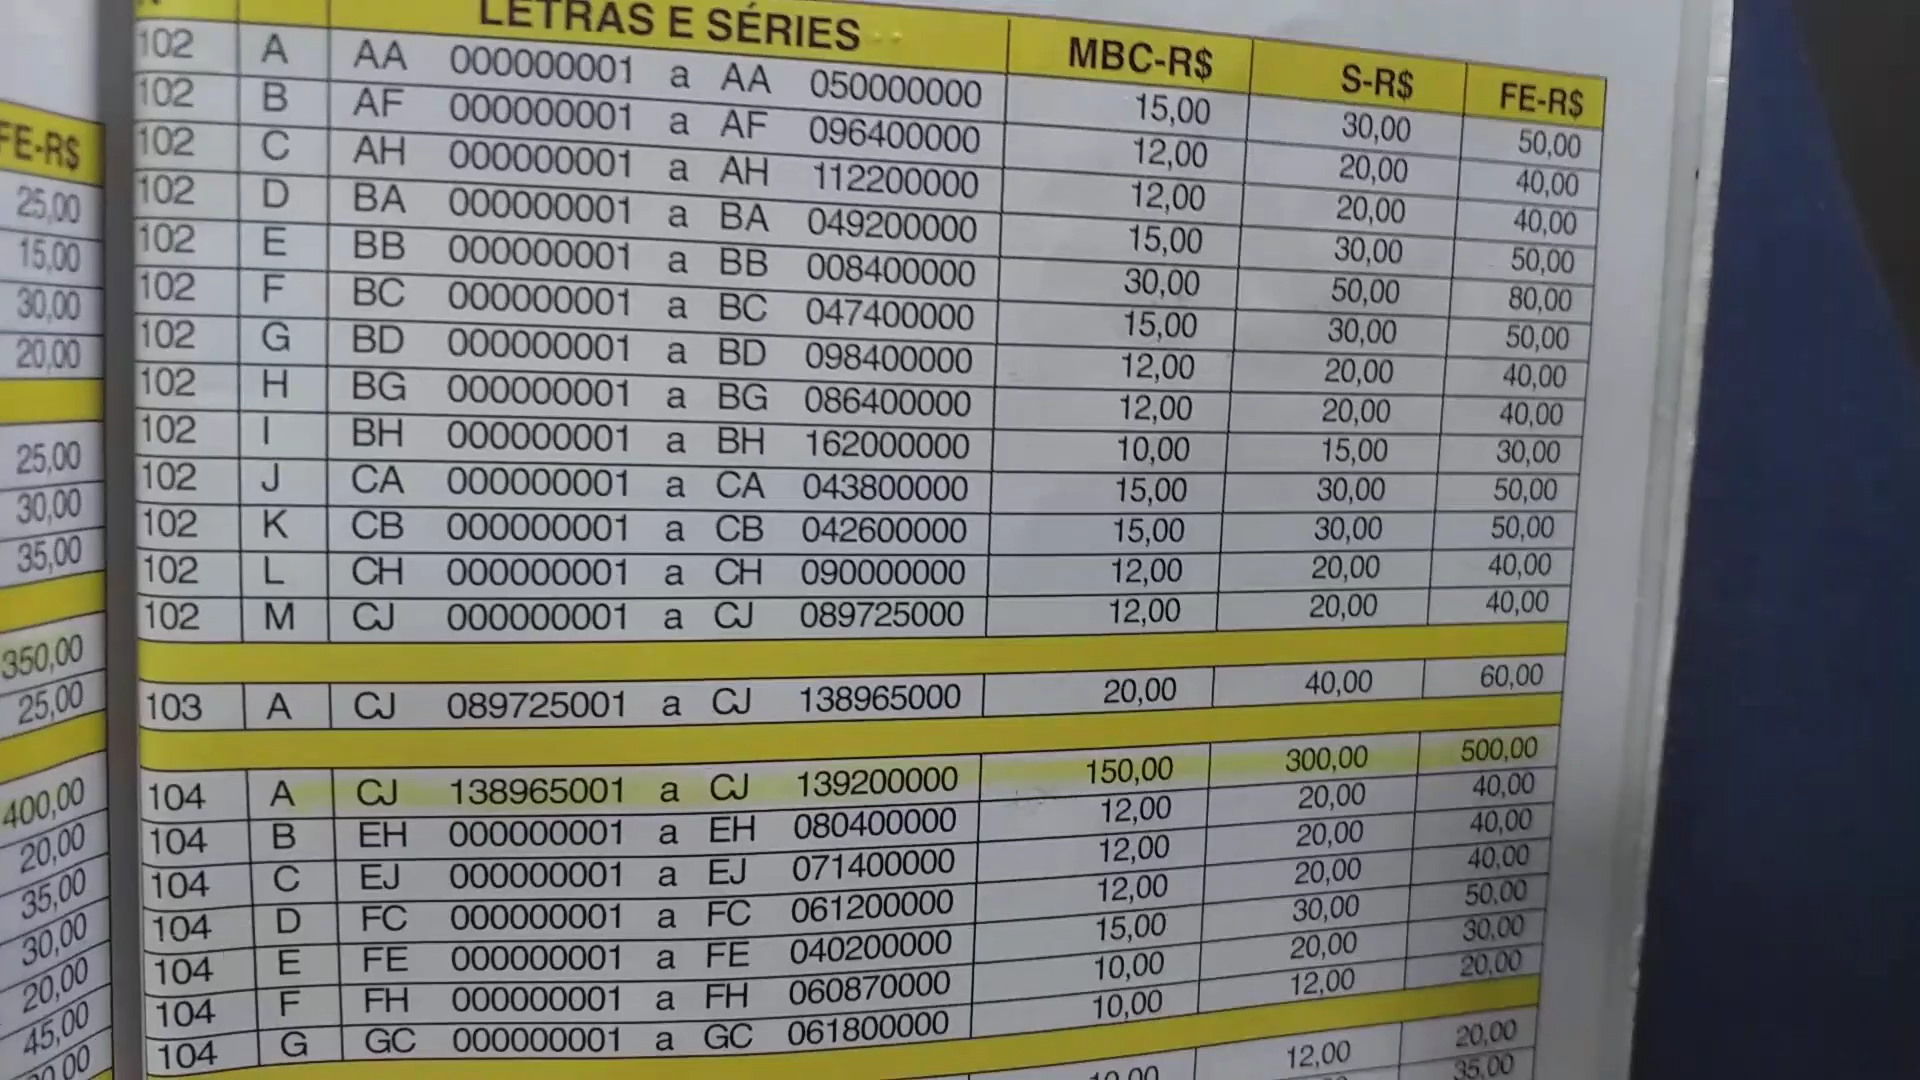 FE-R$
25,00
15,00
30,00
20,00
25,00
30,00
35,00
350,00
25,00
400,00
20,00
35,00
30,00
20,00
45,00
LETRAS E SÉRIES MBC-R$ S-R$ FE-R$
102 A AA 000000001 a AA 050000000 15,00 30,00 50,00
102 B AF 000000001 a AF 096400000 12,00 20,00 40,00
102 C AH 000000001 a AH 112200000 12,00 20,00 40,00
102 D BA 000000001 a BA 049200000 15,00 30,00 50,00
102 E BB 000000001 a BB 008400000 30,00 50,00 80,00
102 F BC 000000001 a BC 047400000 15,00 30,00 50,00
102 G BD 000000001 a BD 098400000 12,00 20,00 40,00
102 H BG 000000001 a BG 086400000 12,00 20,00 40,00
102 I BH 000000001 a BH 162000000 10,00 15,00 30,00
102 J CA 000000001 a CA 043800000 15,00 30,00 50,00
102 K CB 000000001 a CB 042600000 15,00 30,00 50,00
102 L CH 000000001 a CH 090000000 12,00 20,00 40,00
102 M CJ 000000001 a CJ 089725000 12,00 20,00 40,00
103 A CJ 089725001 a CJ 138965000 20,00 40,00 60,00
104 A CJ 138965001 a CJ 139200000 150,00 300,00 500,00
104 B EH 000000001 a EH 080400000 12,00 20,00 40,00
104 C EJ 000000001 a EJ 071400000 12,00 20,00 40,00
104 D FC 000000001 a FC 061200000 12,00 20,00 40,00
104 E FE 000000001 a FE 040200000 15,00 30,00 50,00
104 F FH 000000001 a FH 060870000 10,00 20,00 30,00
104 G GC 000000001 a GC 061800000 10,00 12,00 20,00
10,00 12,00 20,00
35,00